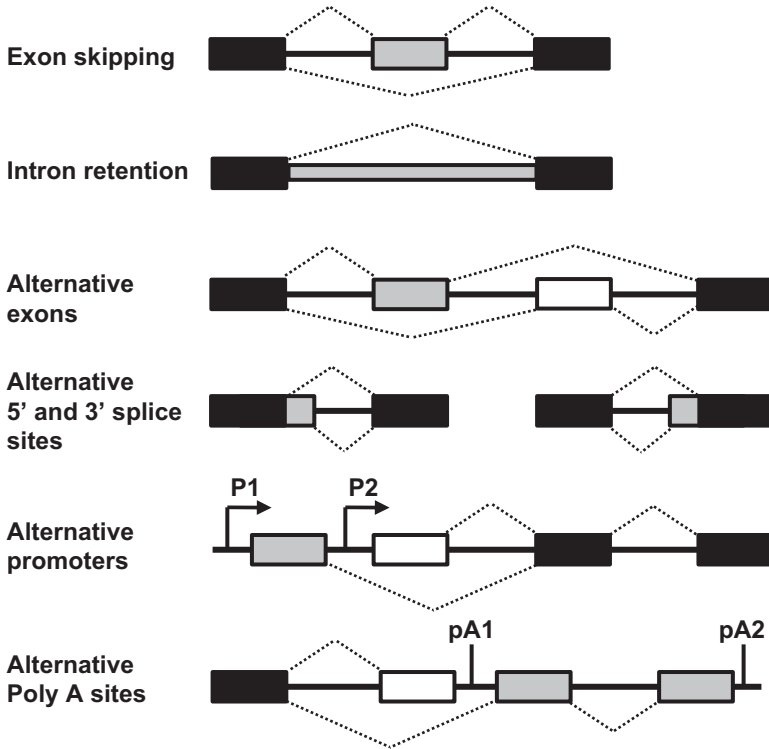 Exon skipping
Intron retention
Alternative
exons
Alternative
5’ and 3’ splice
sites
P1
P2
Alternative
promoters
pA1
pA2
Alternative
Poly A sites